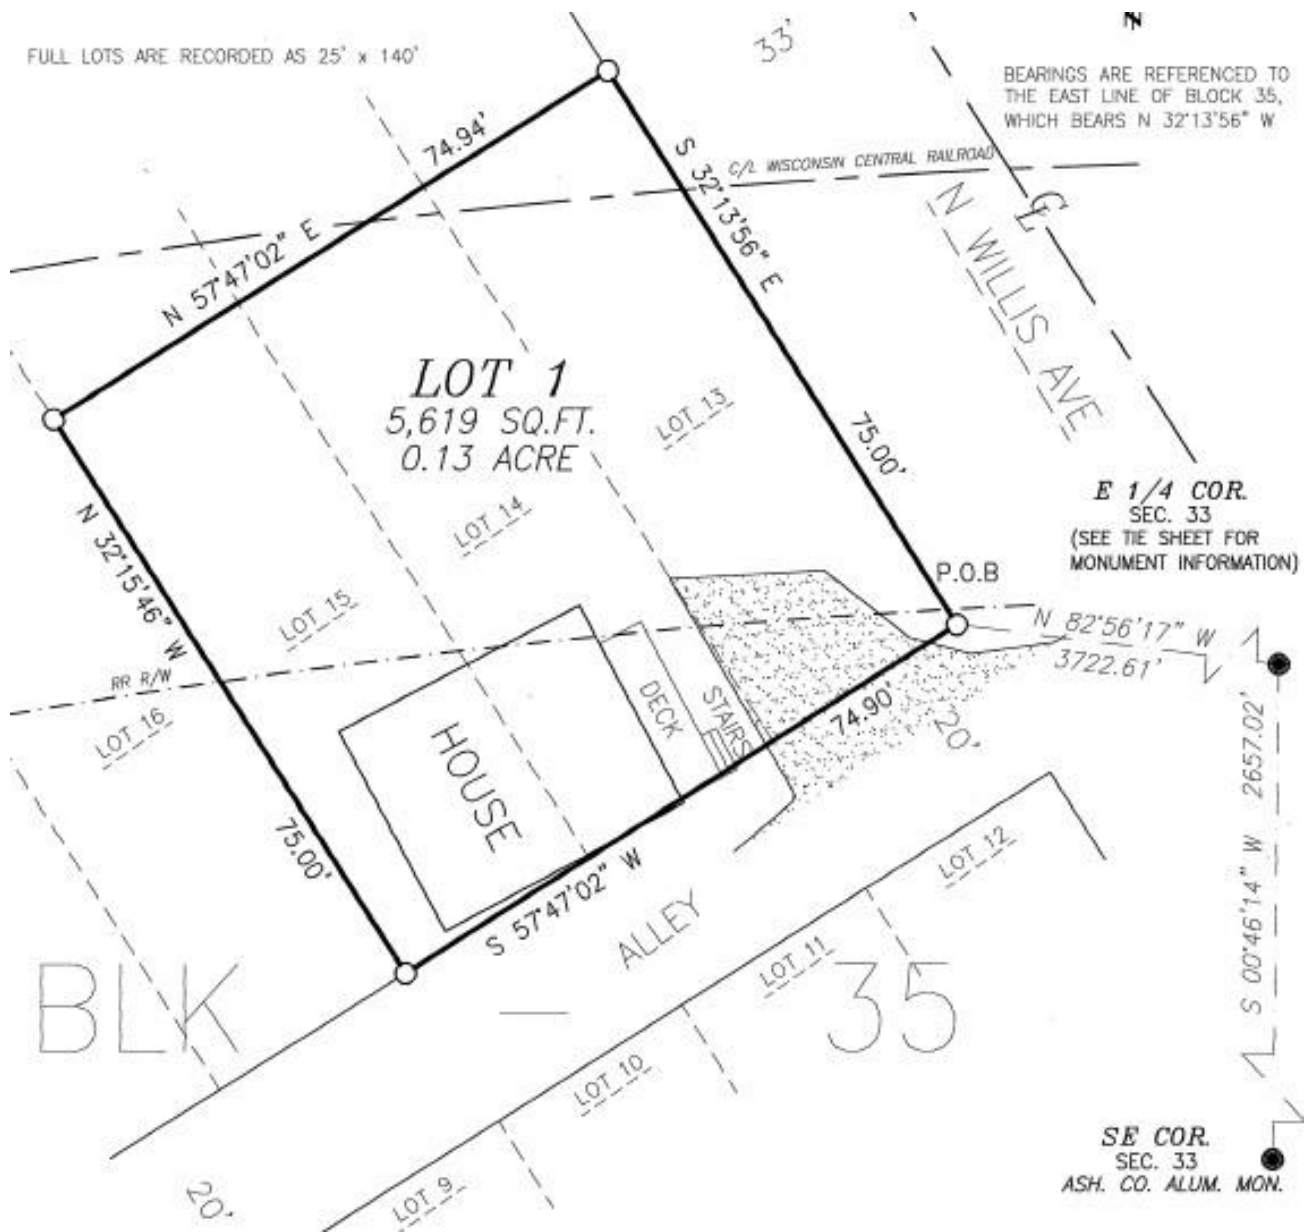 N
33'
FULL LOTS ARE RECORDED AS 25' x 140'
BEARINGS ARE REFERENCED TO
THE EAST LINE OF BLOCK 35,
WHICH BEARS N 32°13'56" W
74.94'
N 57°47'02" E
S 32°13'56" E
C/L WISCONSIN CENTRAL RAILROAD
CL
N WILLIS AVE
LOT 1
5,619 SQ.FT.
0.13 ACRE
LOT 13
75.00'
LOT 14
E 1/4 COR.
SEC. 33
(SEE TIE SHEET FOR
MONUMENT INFORMATION)
N 32°15'46" W
P.O.B
LOT 15
N 82°56'17" W
3722.61'
RR R/W
LOT 16
DECK
STAIRS
74.90'
20'
HOUSE
75.00'
S 57°47'02" W
ALLEY
LOT 12
S 00°46'14" W 2657.02'
BLK
35
LOT 11
LOT 10
SE COR.
SEC. 33
ASH. CO. ALUM. MON.
LOT 9
20'